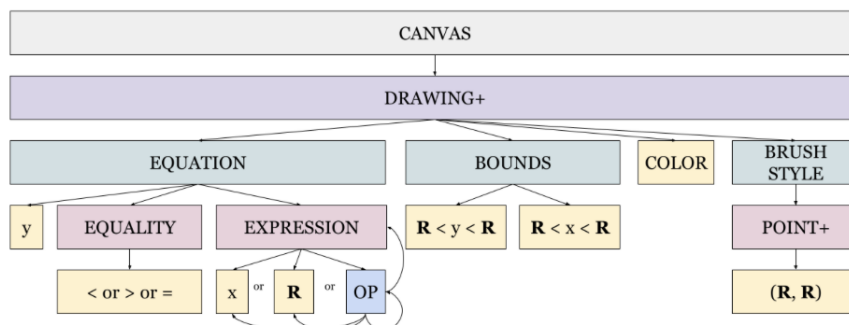 CANVAS
DRAWING+
EQUATION
BOUNDS
COLOR
BRUSH
STYLE
y
EQUALITY
EXPRESSION
R < y < R
R < x < R
POINT+
< or > or =
x
or
R
or
OP
(R, R)